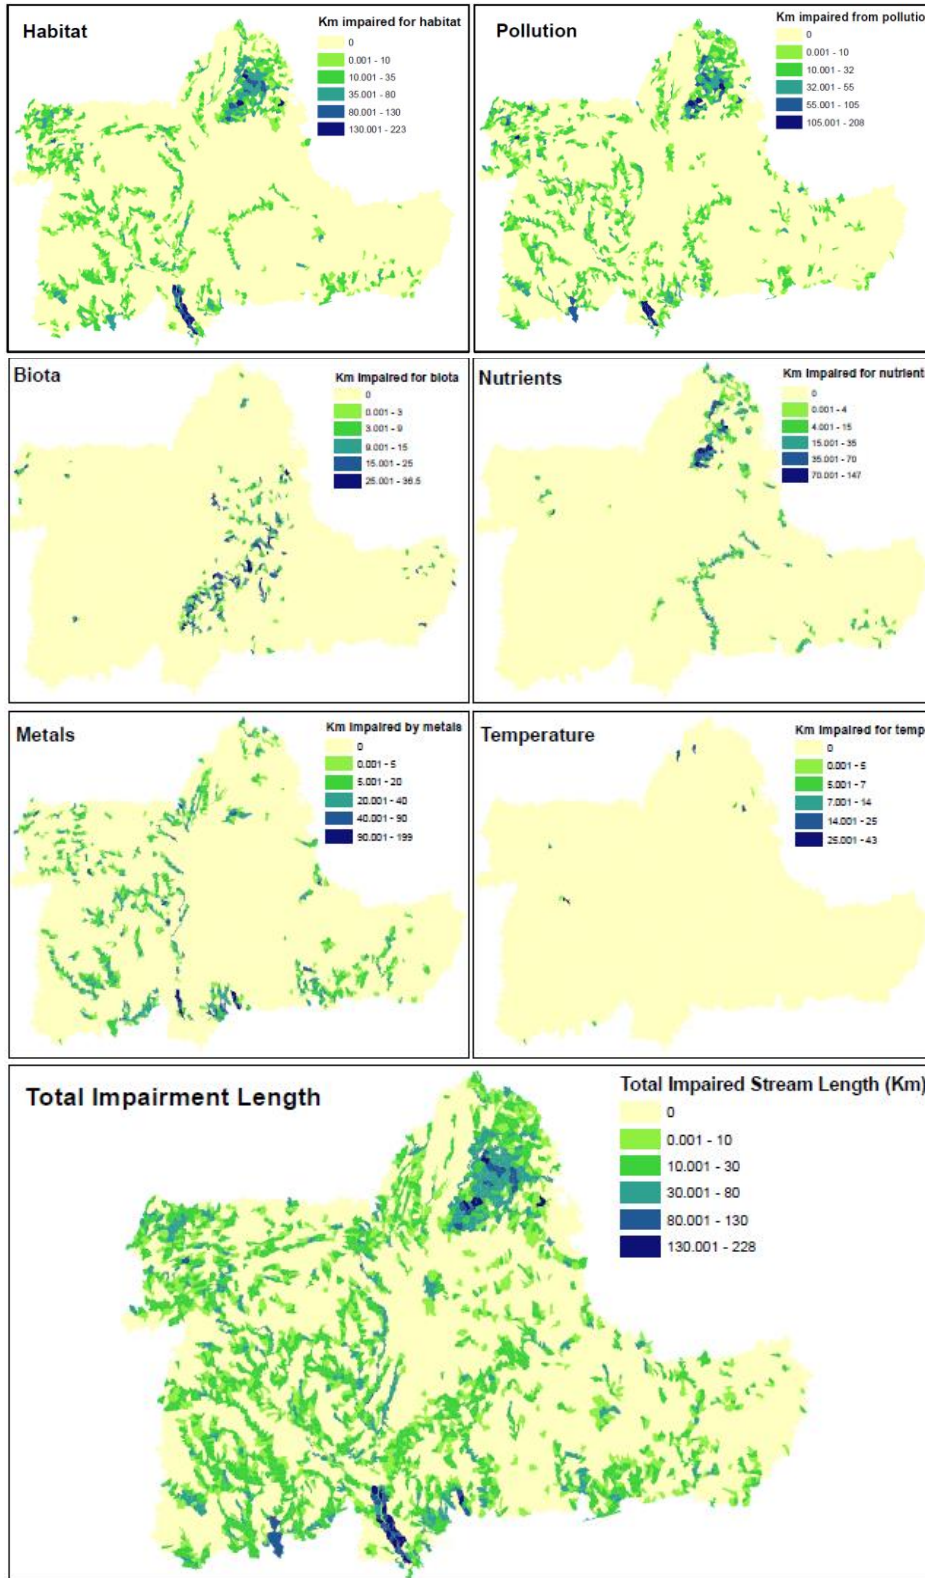 Habitat
Km impaired for habitat
0
0.001 - 10
10.001 - 35
35.001 - 80
80.001 - 130
130.001 - 223
Pollution
Km impaired from pollution
0
0.001 - 10
10.001 - 32
32.001 - 55
55.001 - 105
105.001 - 208
Biota
Km Impaired for biota
0
0.001 - 3
3.001 - 9
9.001 - 15
15.001 - 25
25.001 - 36.5
Nutrients
Km Impaired for nutrients
0
0.001 - 4
4.001 - 15
15.001 - 35
35.001 - 70
70.001 - 147
Metals
Km Impaired by metals
0
0.001 - 5
5.001 - 20
20.001 - 40
40.001 - 90
90.001 - 199
Temperature
Km Impaired for temp
0
0.001 - 5
5.001 - 7
7.001 - 14
14.001 - 25
25.001 - 43
Total Impairment Length
Total Impaired Stream Length (Km)
0
0.001 - 10
10.001 - 30
30.001 - 80
80.001 - 130
130.001 - 228